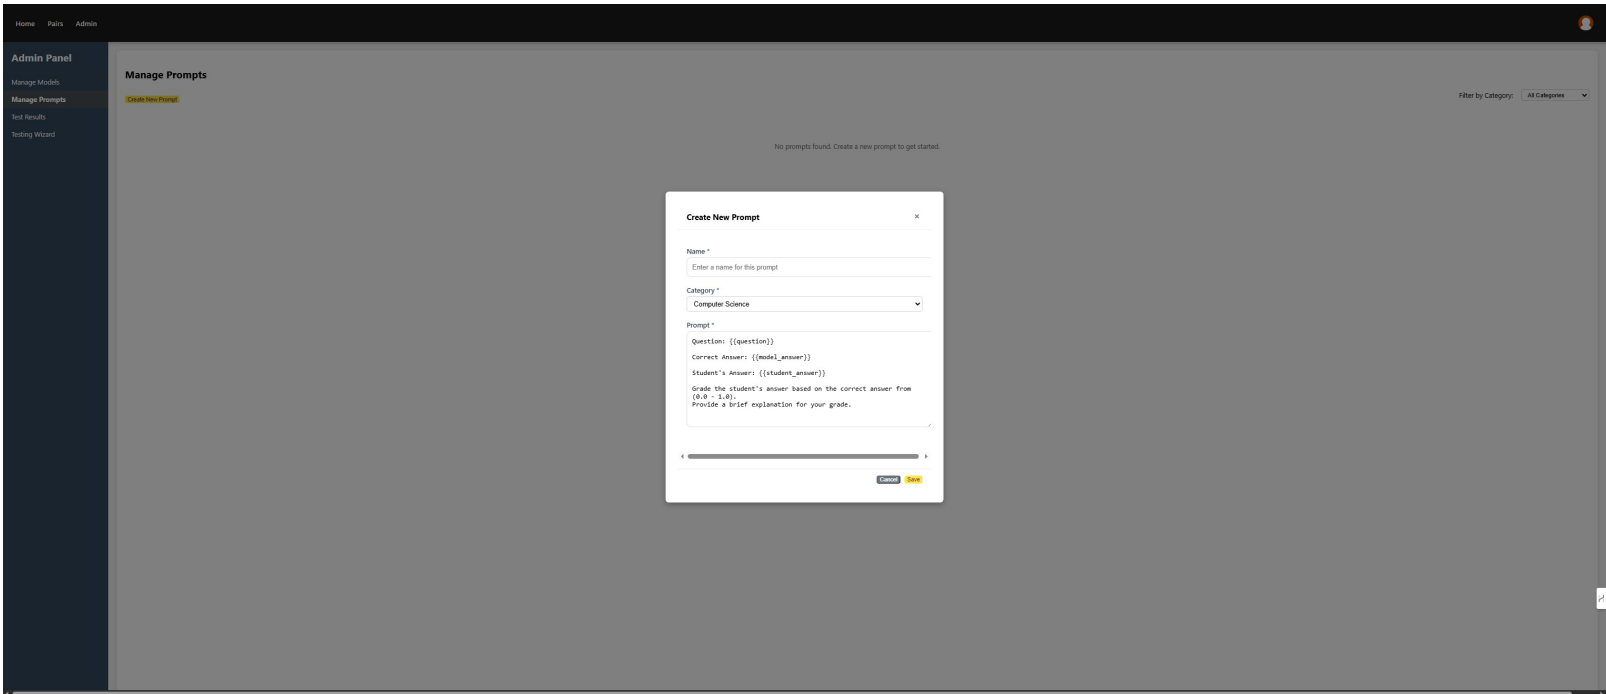 Home Pairs Admin
Admin Panel
Manage Models
Manage Prompts
Test Results
Testing Wizard
Manage Prompts
Create New Prompt
Filter by Category: All Categories
No prompts found. Create a new prompt to get started.
Create New Prompt ×
Name *
Enter a name for this prompt
Category *
Computer Science
Prompt *
Question: {{question}}
Correct Answer: {{model_answer}}
Student's Answer: {{student_answer}}
Grade the student's answer based on the correct answer from
(0.0 - 1.0).
Provide a brief explanation for your grade.
Cancel Save